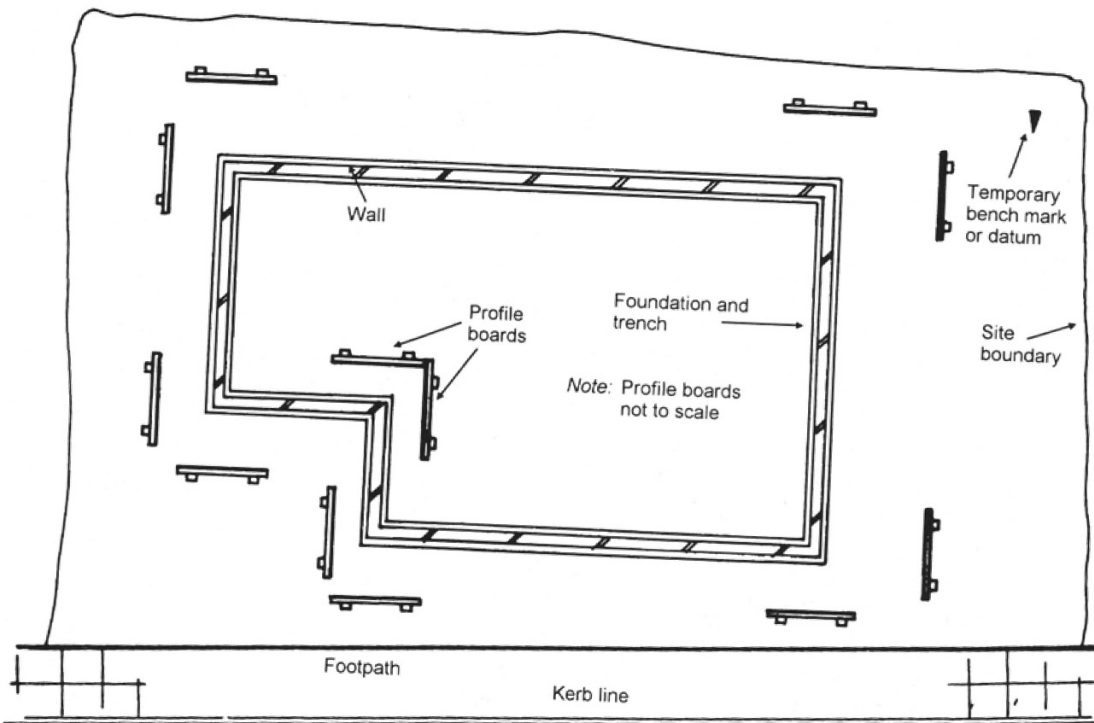 Wall
Temporary
bench mark
or datum
Profile
boards
Foundation and
trench
Site
boundary
Note: Profile boards
not to scale
Footpath
Kerb line